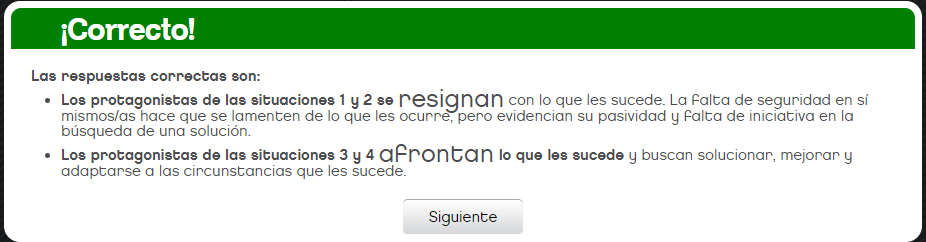 ¡Correcto!
Las respuestas correctas son:
• Los protagonistas de las situaciones 1 y 2 se resignan con lo que les sucede. La falta de seguridad en sí
mismos/as hace que se lamenten de lo que les ocurre, pero evidencian su pasividad y falta de iniciativa en la
búsqueda de una solución.
• Los protagonistas de las situaciones 3 y 4 afrontan lo que les sucede y buscan solucionar, mejorar y
adaptarse a las circunstancias que les sucede.
Siguiente